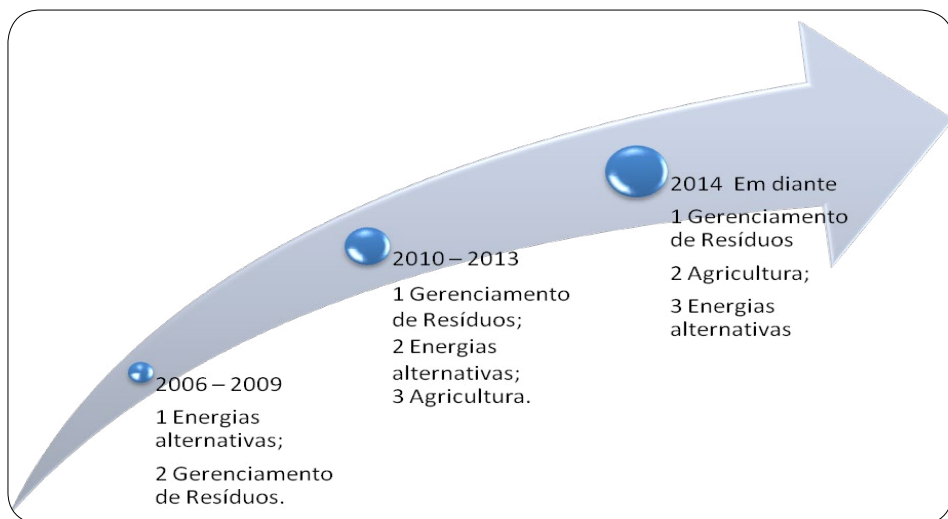 2006 – 2009
1 Energias
alternativas;
2 Gerenciamento
de Resíduos.
2010 – 2013
1 Gerenciamento
de Resíduos;
2 Energias
alternativas;
3 Agricultura.
2014 Em diante
1 Gerenciamento
de Resíduos
2 Agricultura;
3 Energias
alternativas